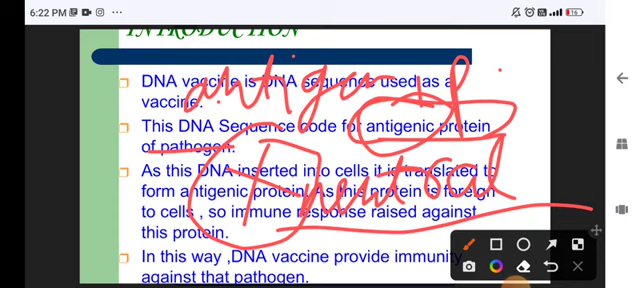 6:22 PM
16
INTRODUCTION
DNA vaccine is DNA sequence used as a
vaccine.
This DNA Sequence code for antigenic protein
of pathogen.
As this DNA inserted into cells it is translated to
form antigenic protein. As this protein is foreign
to cells , so immune response raised against
this protein.
In this way ,DNA vaccine provide immunity
against that pathogen.
antigen